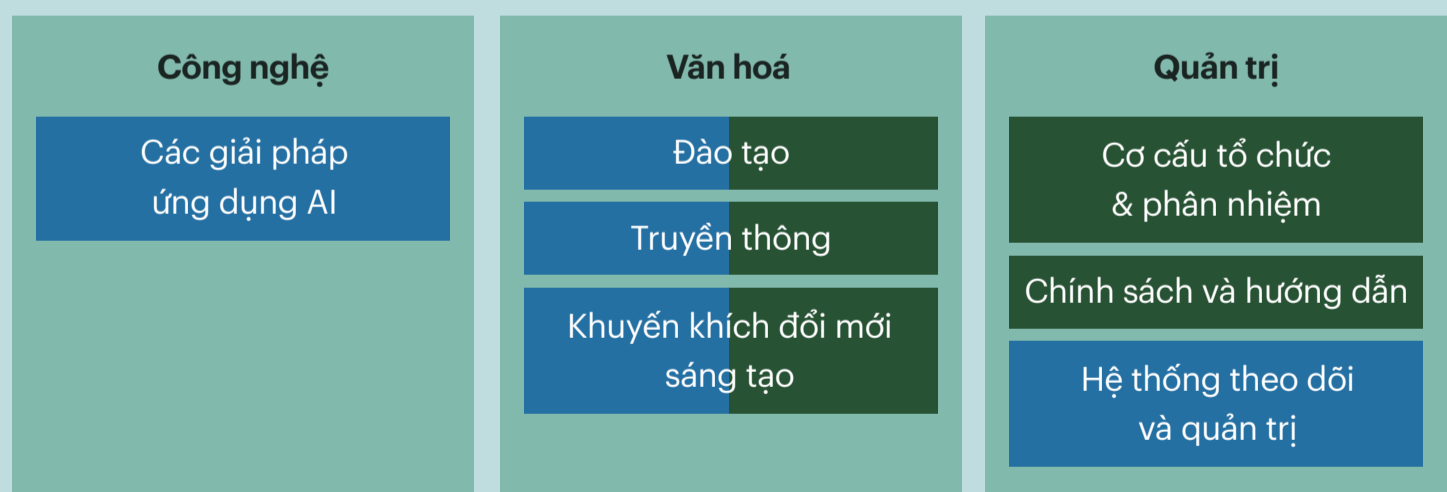 Công nghệ
Các giải pháp
ứng dụng AI
Văn hoá
Đào tạo
Truyền thông
Khuyến khích đổi mới
sáng tạo
Quản trị
Cơ cấu tổ chức
& phân nhiệm
Chính sách và hướng dẫn
Hệ thống theo dõi
và quản trị